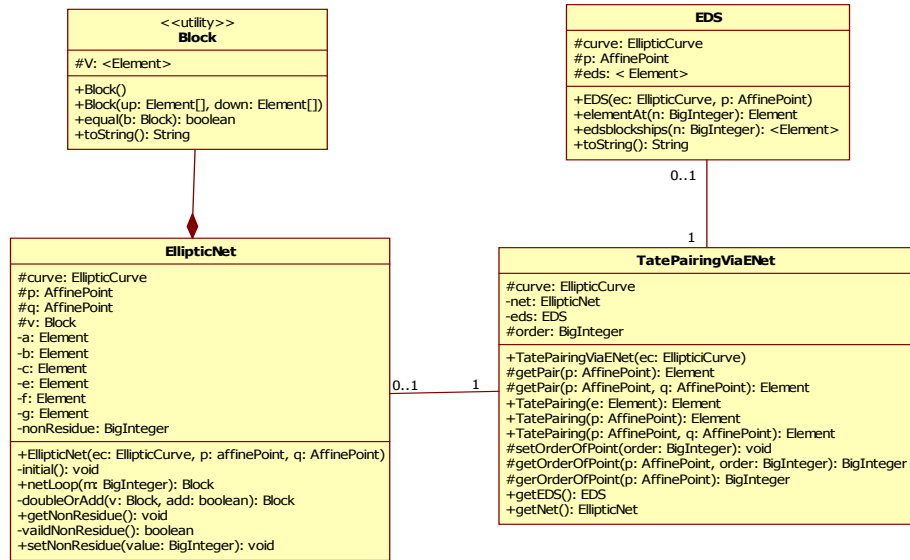 <<utility>>
Block
#V: <Element>
+Block()
+Block(up: Element[], down: Element[])
+equal(b: Block): boolean
+toString(): String
EDS
#curve: EllipticCurve
#p: AffinePoint
#eds: < Element>
+EDS(ec: EllipticCurve, p: AffinePoint)
+elementAt(n: BigInteger): Element
+edsblockships(n: BigInteger): <Element>
+toString(): String
0..1
1
EllipticNet
#curve: EllipticCurve
#p: AffinePoint
#q: AffinePoint
#v: Block
-a: Element
-b: Element
-c: Element
-e: Element
-f: Element
-g: Element
-nonResidue: BigInteger
+EllipticNet(ec: EllipticCurve, p: affinePoint, q: AffinePoint)
-initial(): void
+netLoop(m: BigInteger): Block
-doubleOrAdd(v: Block, add: boolean): Block
+getNonResidue(): void
-vaildNonResidue(): boolean
+setNonResidue(value: BigInteger): void
0..1
1
TatePairingViaENet
#curve: EllipticCurve
-net: EllipticNet
-eds: EDS
#order: BigInteger
+TatePairingViaENet(ec: EllipticiCurve)
#getPair(p: AffinePoint): Element
#getPair(p: AffinePoint, q: AffinePoint): Element
+TatePairing(e: Element): Element
+TatePairing(p: AffinePoint): Element
+TatePairing(p: AffinePoint, q: AffinePoint): Element
#setOrderOfPoint(order: BigInteger): void
#getOrderOfPoint(p: AffinePoint, order: BigInteger): BigInteger
#gerOrderOfPoint(p: AffinePoint): BigInteger
+getEDS(): EDS
+getNet(): EllipticNet